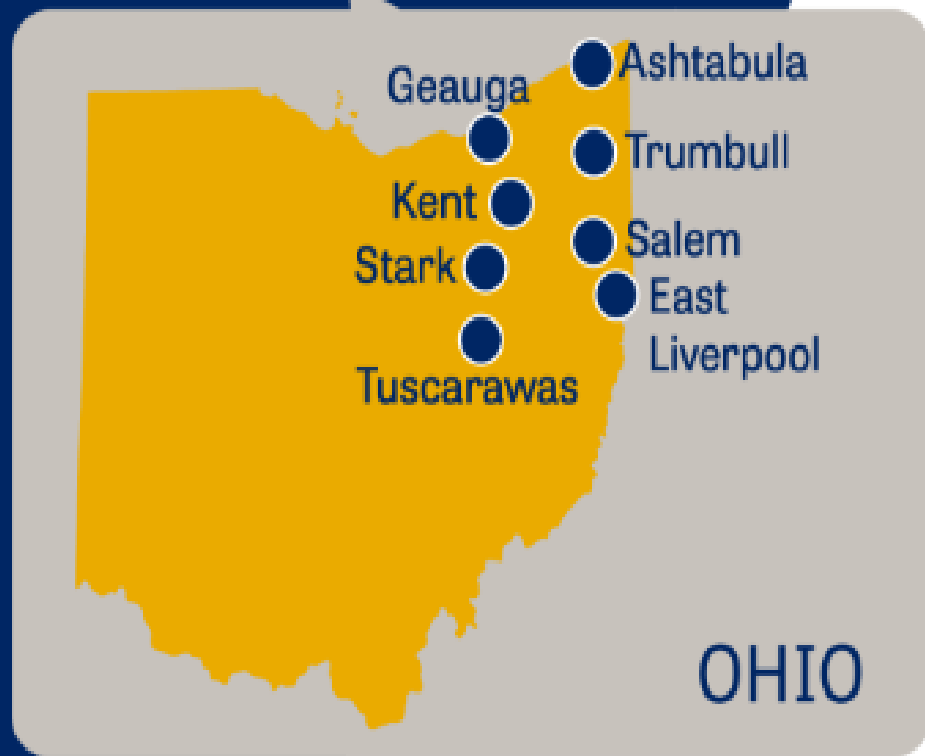 Ashtabula
Geauga
Trumbull
Kent
Salem
Stark
East
Liverpool
Tuscarawas
OHIO